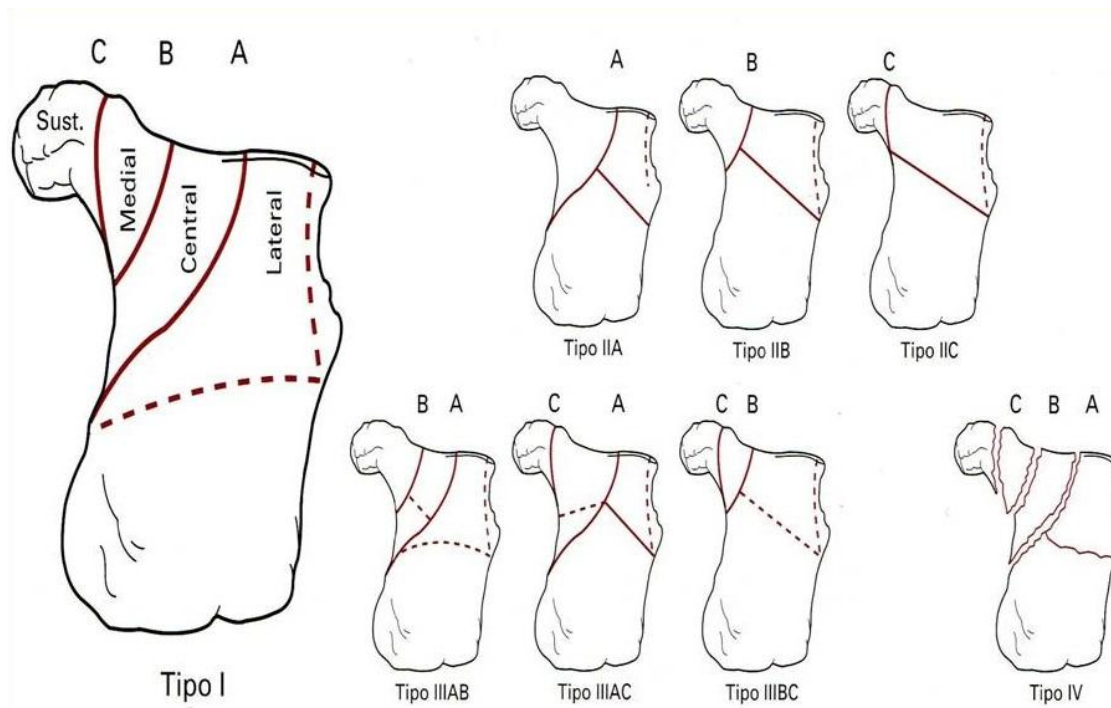 C B A
Sust.
Medial
Central
Lateral
Tipo I
A
Tipo IIA
B
Tipo IIB
C
Tipo IIC
B A
Tipo IIIAB
C A
Tipo IIIAC
C B
Tipo IIIBC
C B A
Tipo IV